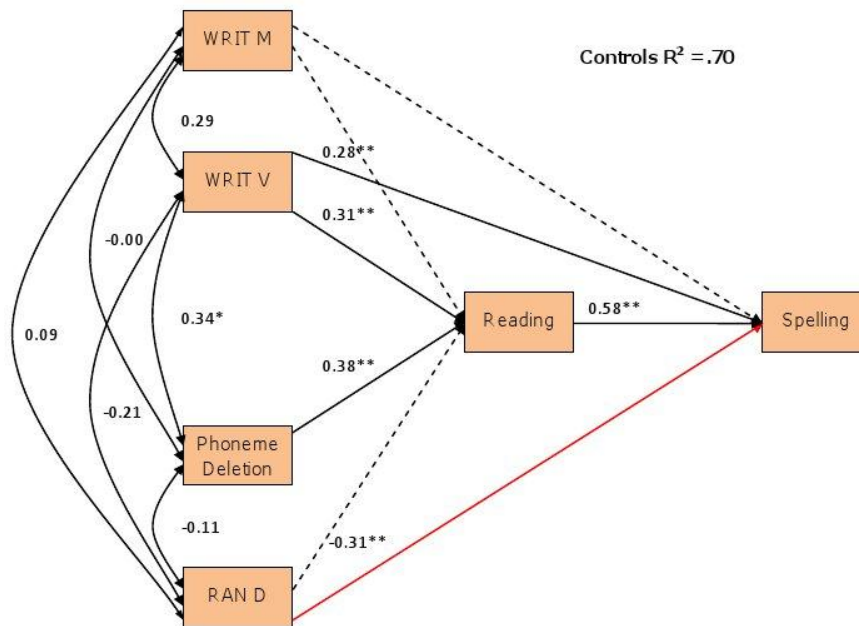 WRIT M
Controls R² = .70
0.29
WRIT V
0.28**
0.31**
-0.00
0.09
0.34*
Reading
0.58**
Spelling
0.38**
-0.21
Phoneme
Deletion
-0.11
-0.31**
RAN D